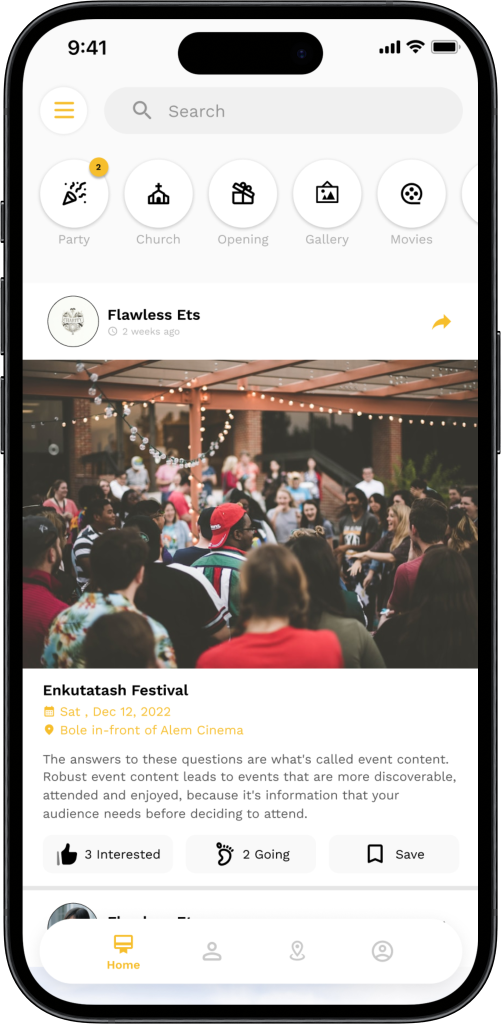 9:41
Search
2
Party
Church
Opening
Gallery
Movies
Flawless Ets
2 weeks ago
Enkutatash Festival
Sat , Dec 12, 2022
Bole in-front of Alem Cinema
The answers to these questions are what's called event content.
Robust event content leads to events that are more discoverable,
attended and enjoyed, because it's information that your
audience needs before deciding to attend.
3 Interested
2 Going
Save
Home